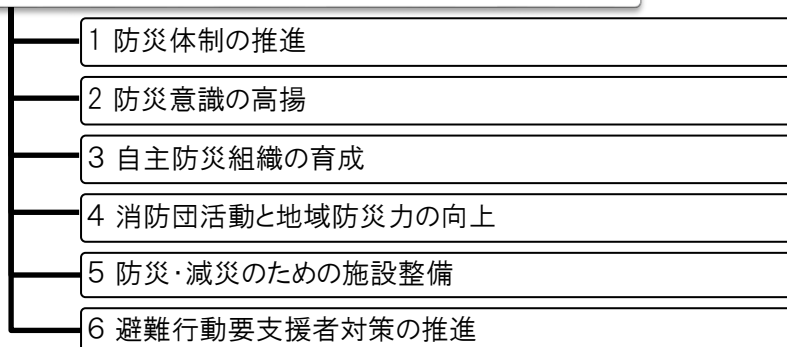 1 防災体制の推進
2 防災意識の高揚
3 自主防災組織の育成
4 消防団活動と地域防災力の向上
5 防災・減災のための施設整備
6 避難行動要支援者対策の推進